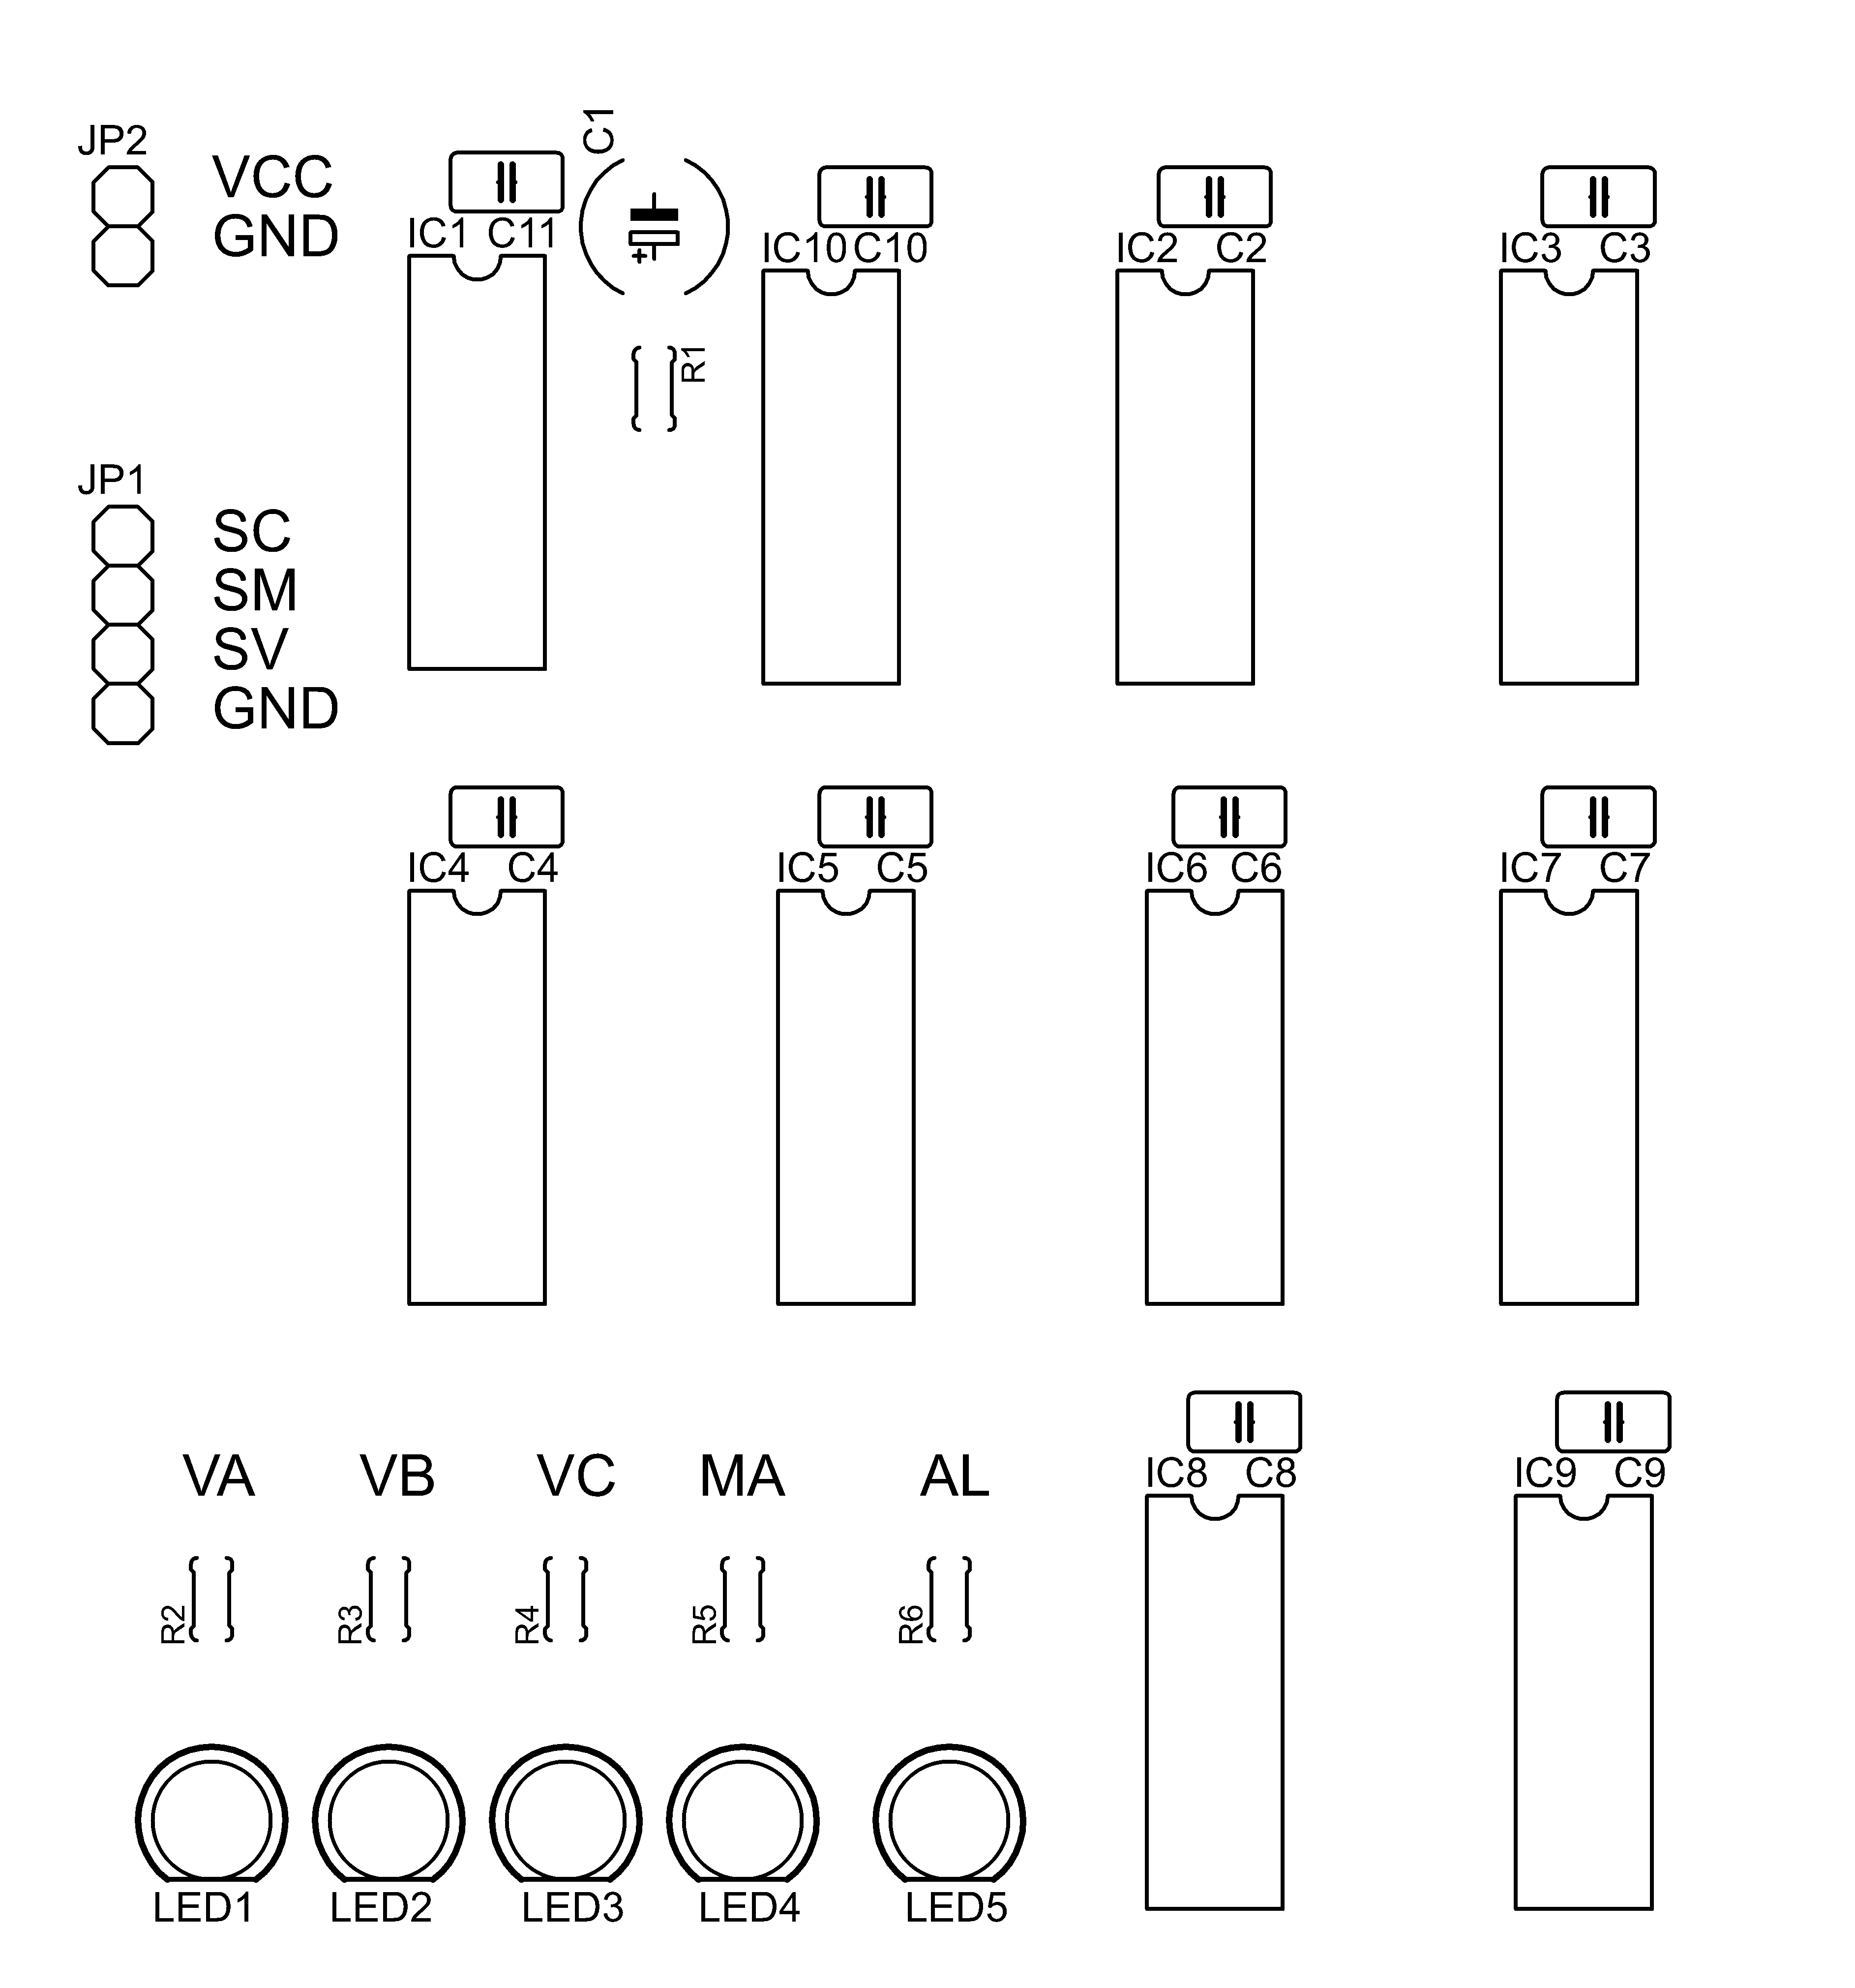 JP2
VCC
GND
IC1 C11
C1
IC10 C10
IC2 C2
IC3 C3
R1
JP1
SC
SM
SV
GND
IC4 C4
IC5 C5
IC6 C6
IC7 C7
VA VB VC MA AL
IC8 C8
IC9 C9
R2 R3 R4 R5 R6
LED1 LED2 LED3 LED4 LED5